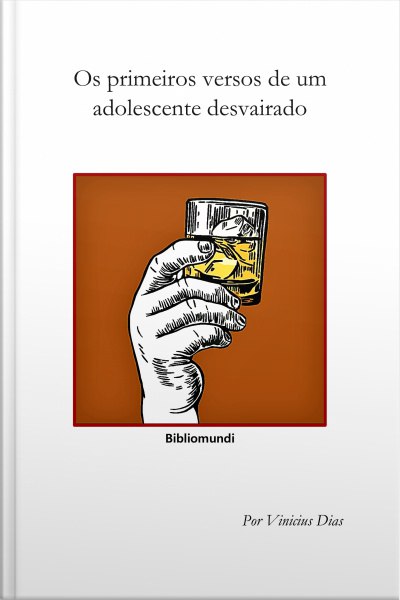 Os primeiros versos de um
adolescente desvairado
Bibliomundi
Por Vinicius Dias